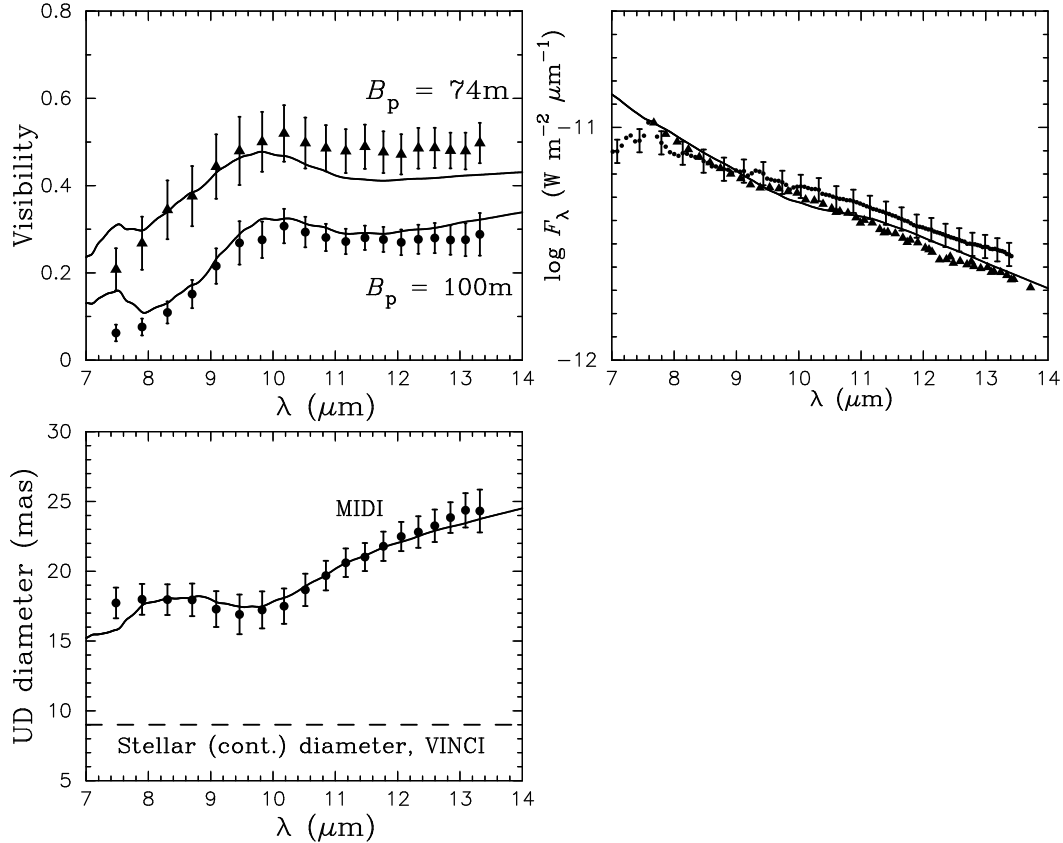 Visibility
0.8
0.6
0.4
0.2
0
B_p = 74m
B_p = 100m
7 8 9 10 11 12 13 14
λ (μm)
log F_λ (W m^−2 μm^−1)
−11
−12
7 8 9 10 11 12 13 14
λ (μm)
UD diameter (mas)
30
25
20
15
10
5
MIDI
Stellar (cont.) diameter, VINCI
7 8 9 10 11 12 13 14
λ (μm)